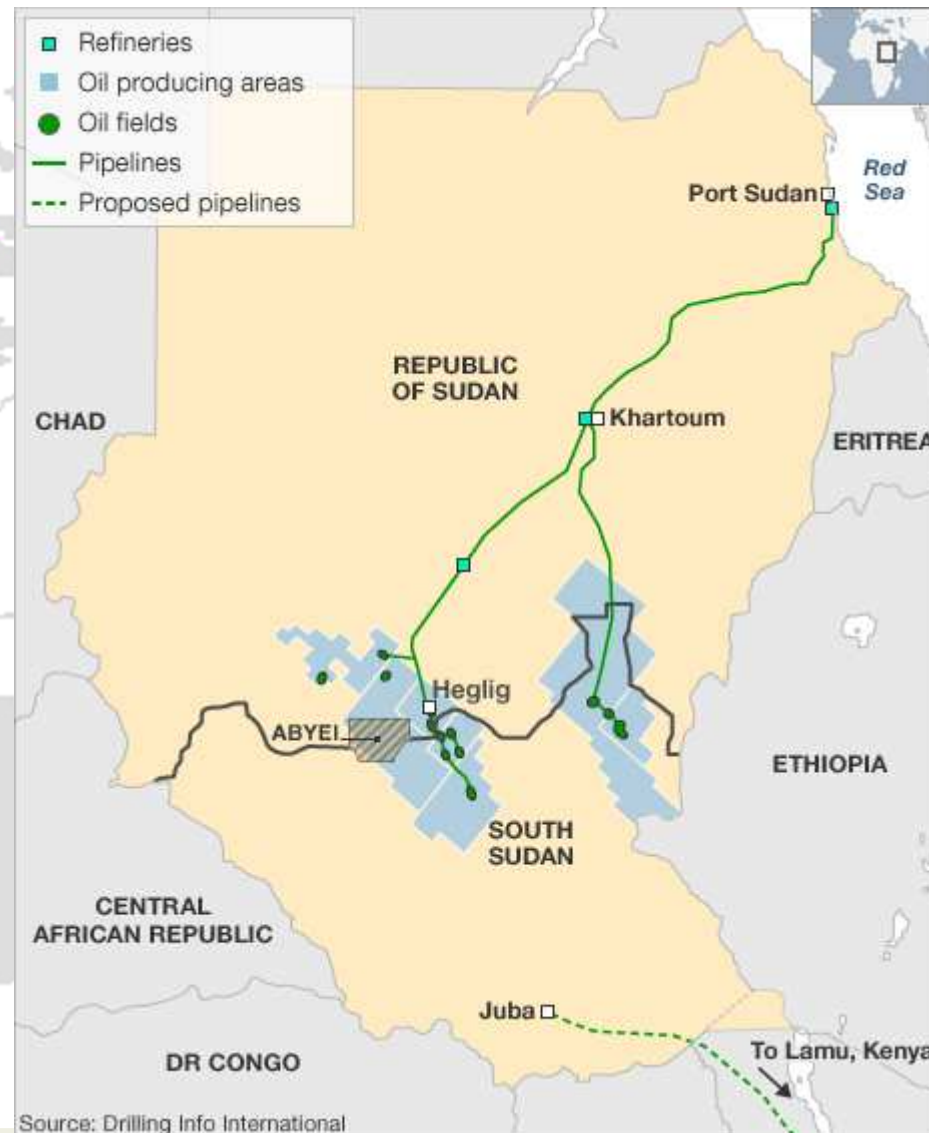 Refineries
Oil producing areas
Oil fields
Pipelines
Proposed pipelines
Red
Sea
Port Sudan
REPUBLIC
OF SUDAN
CHAD
Khartoum
ERITREA
Heglig
ABYEI
ETHIOPIA
SOUTH
SUDAN
CENTRAL
AFRICAN REPUBLIC
Juba
To Lamu, Kenya
DR CONGO
Source: Drilling Info International